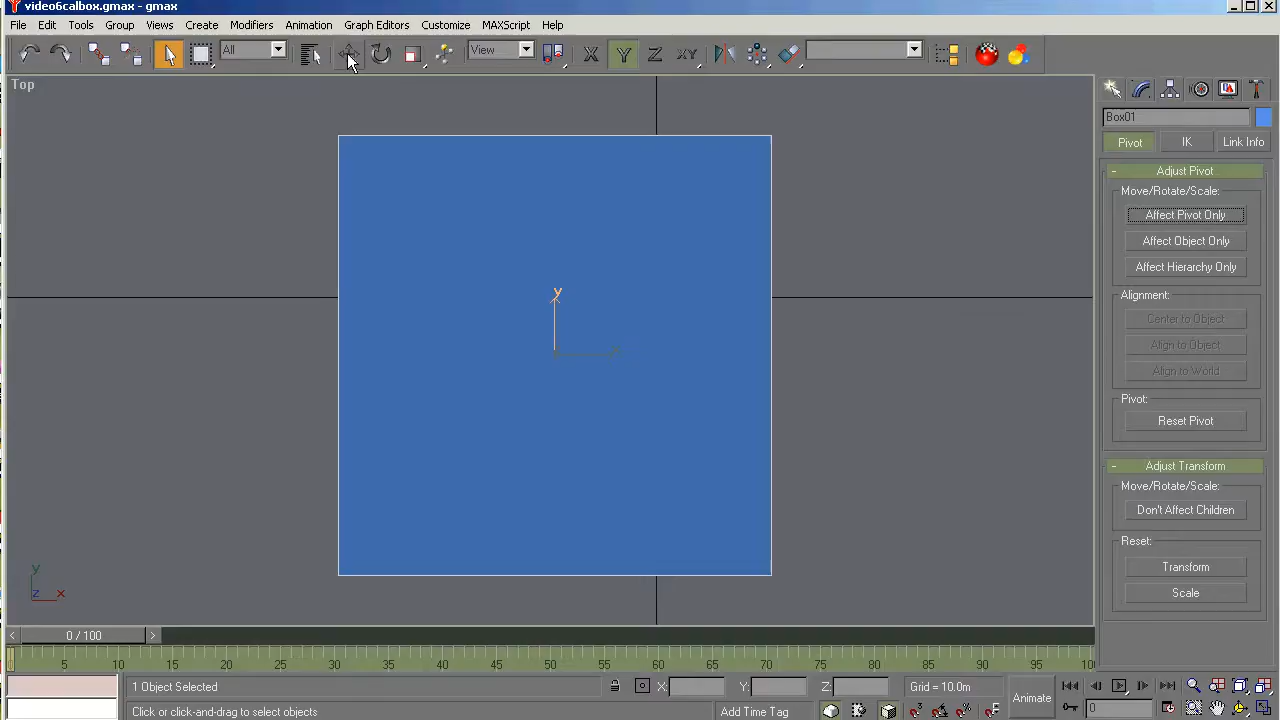 video6calbox.gmax - gmax
File Edit Tools Group Views Create Modifiers Animation Graph Editors Customize MAXScript Help
All View X Y Z XY
Top
Box01
Pivot IK Link Info
- Adjust Pivot
Move/Rotate/Scale:
Affect Pivot Only
Affect Object Only
Affect Hierarchy Only
Alignment:
Center to Object
Align to Object
Align to World
Pivot:
Reset Pivot
- Adjust Transform
Move/Rotate/Scale:
Don't Affect Children
Reset:
Transform
Scale
y
y
z x
< 0 / 100 >
5 10 15 20 25 30 35 40 45 50 55 60 65 70 75 80 85 90 95 100
1 Object Selected X: Y: Z: Grid = 10.0m
Animate
Click or click-and-drag to select objects Add Time Tag 0